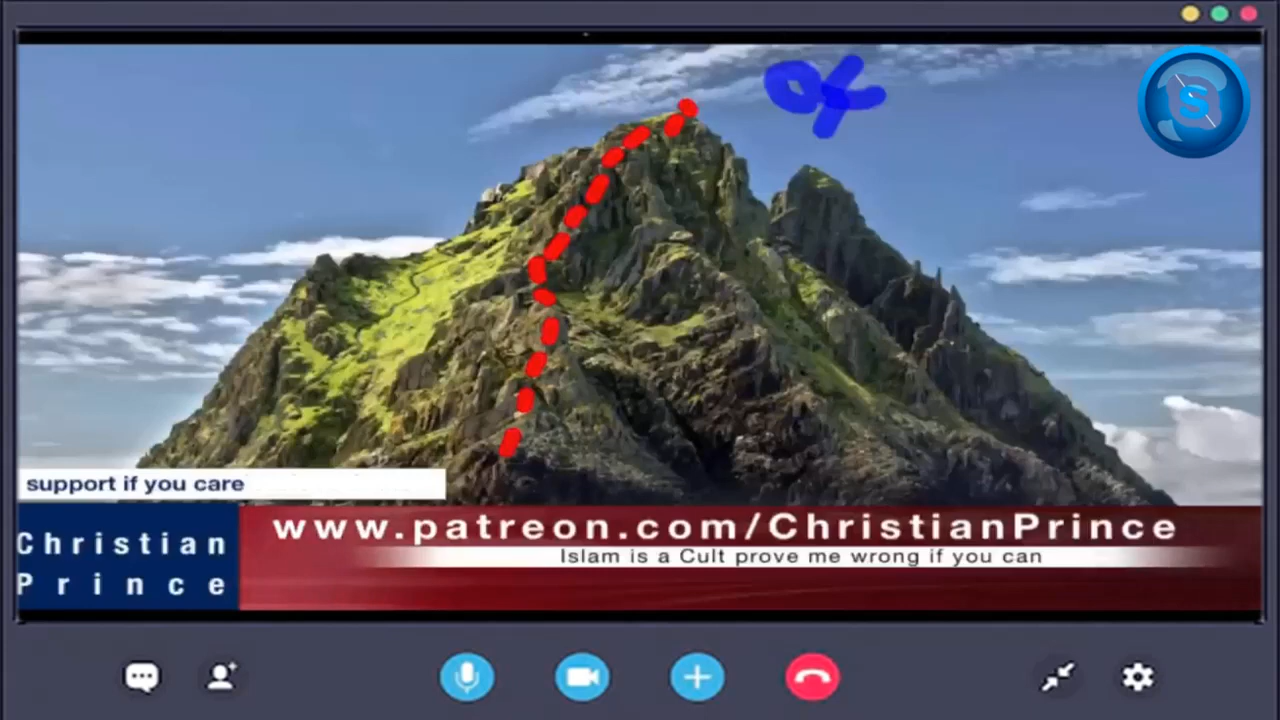 ox
S
support if you care
Christian
Prince
www.patreon.com/ChristianPrince
Islam is a Cult prove me wrong if you can